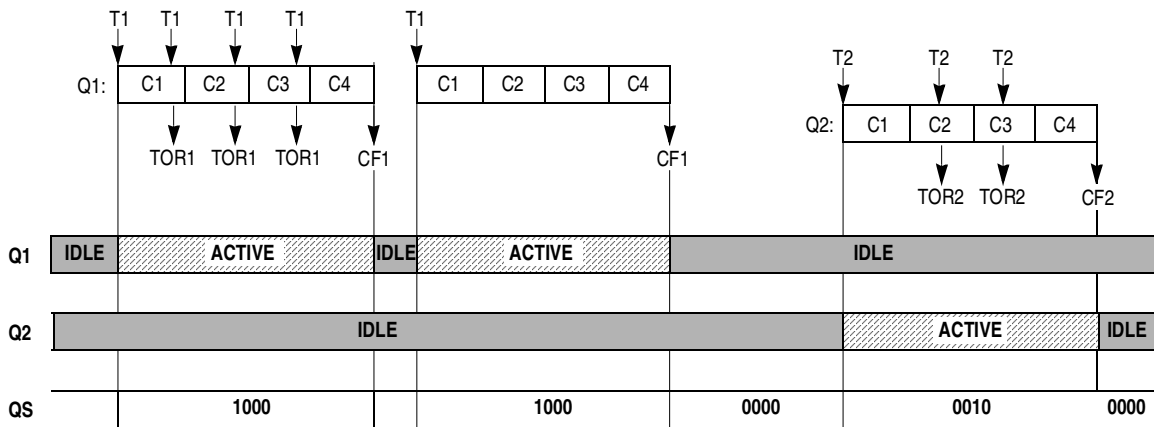 T1 T1 T1 T1 T1
T2 T2 T2
Q1: C1 C2 C3 C4 C1 C2 C3 C4
Q2: C1 C2 C3 C4
TOR1 TOR1 TOR1 CF1 CF1
TOR2 TOR2 CF2
Q1 IDLE ACTIVE IDLE ACTIVE IDLE
Q2 IDLE ACTIVE IDLE
QS 1000 1000 0000 0010 0000